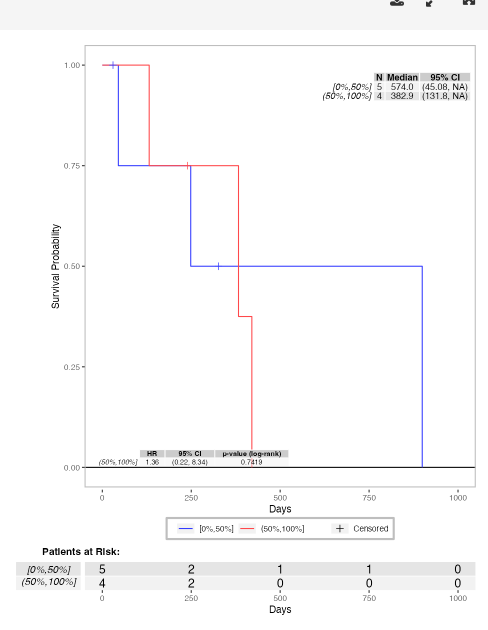 1.00
0.75
0.50
0.25
0.00
Survival Probability
N Median 95% CI
[0%,50%] 5 574.0 (45.08, NA)
(50%,100%] 4 382.9 (131.8, NA)
HR 95% CI p-value (log-rank)
(50%,100%] 1.36 (0.22, 8.34) 0.7419
0 250 500 750 1000
Days
[0%,50%] (50%,100%] Censored
Patients at Risk:
[0%,50%] 5 2 1 1 0
(50%,100%] 4 2 0 0 0
0 250 500 750 1000
Days